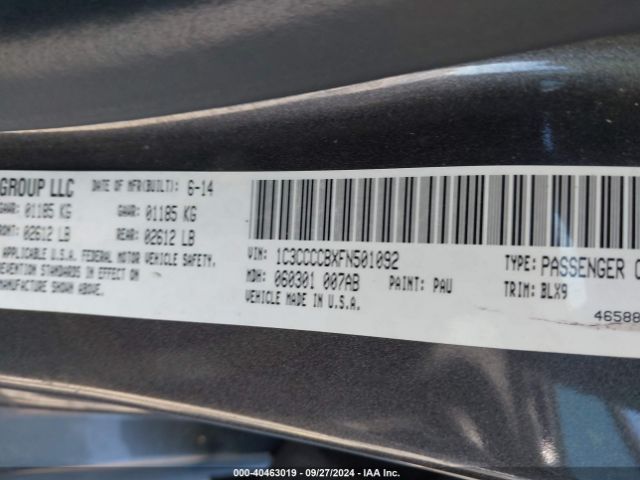 GROUP LLC DATE OF MFR(BUILT): 6-14
GAWR: 01185 KG GAWR: 01185 KG
RONT: 02612 LB REAR: 02612 LB
APPLICABLE U.S.A. FEDERAL MOTOR VEHICLE SAFETY,
EVENTION STANDARDS IN EFFECT ON
MANUFACTURE SHOWN ABOVE.
VIN: 1C3CCCCBXFN501092 TYPE: PASSENGER C
MDH: 060301 007AB PAINT: PAU TRIM: BLX9
VEHICLE MADE IN U.S.A.
46588
000-40463019 - 09/27/2024 - IAA Inc.